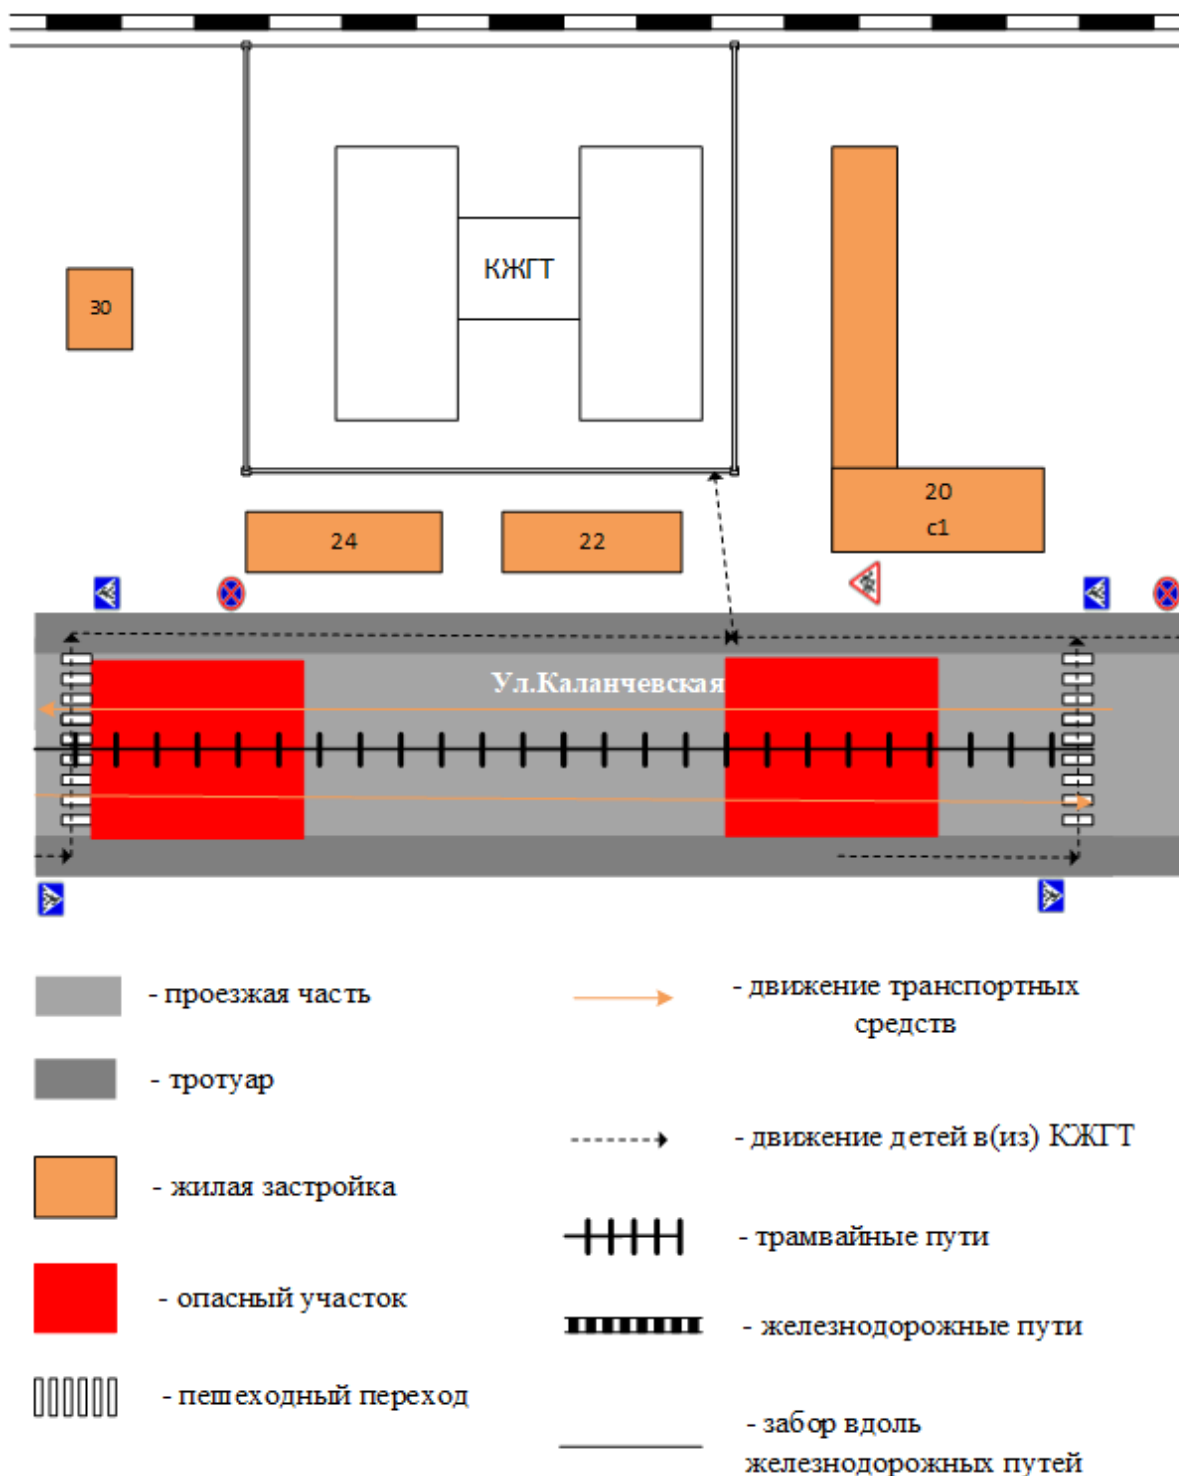 КЖГТ
30
20
с1
24
22
Ул.Каланчевская
- проезжая часть
- движение транспортных
средств
- тротуар
- движение детей в(из) КЖГТ
- жилая застройка
- трамвайные пути
- опасный участок
- железнодорожные пути
- пешеходный переход
- забор вдоль
железнодорожных путей